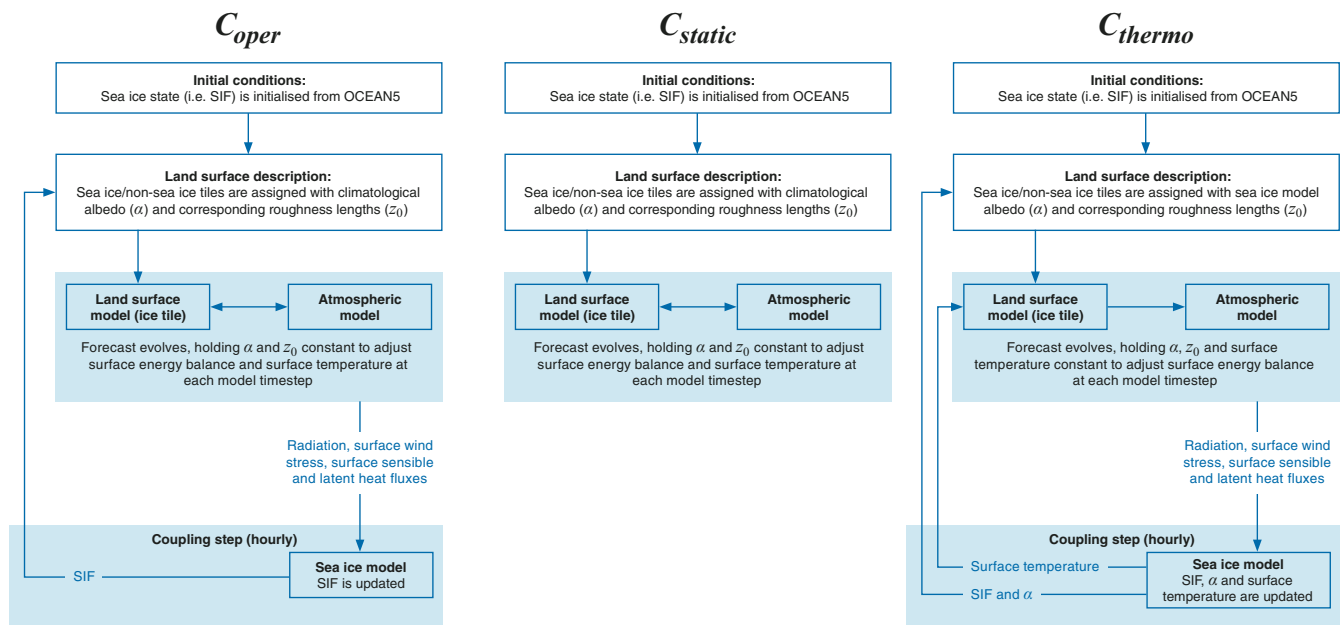 C_oper
Initial conditions:
Sea ice state (i.e. SIF) is initialised from OCEAN5
Land surface description:
Sea ice/non-sea ice tiles are assigned with climatological
albedo (α) and corresponding roughness lengths (z₀)
Land surface
model (ice tile)
Atmospheric
model
Forecast evolves, holding α and z₀ constant to adjust
surface energy balance and surface temperature at
each model timestep
Radiation, surface wind
stress, surface sensible
and latent heat fluxes
Coupling step (hourly)
SIF
Sea ice model
SIF is updated
C_static
Initial conditions:
Sea ice state (i.e. SIF) is initialised from OCEAN5
Land surface description:
Sea ice/non-sea ice tiles are assigned with climatological
albedo (α) and corresponding roughness lengths (z₀)
Land surface
model (ice tile)
Atmospheric
model
Forecast evolves, holding α and z₀ constant to adjust
surface energy balance and surface temperature at
each model timestep
C_thermo
Initial conditions:
Sea ice state (i.e. SIF) is initialised from OCEAN5
Land surface description:
Sea ice/non-sea ice tiles are assigned with sea ice model
albedo (α) and corresponding roughness lengths (z₀)
Land surface
model (ice tile)
Atmospheric
model
Forecast evolves, holding α, z₀ and surface
temperature constant to adjust surface energy balance
at each model timestep
Radiation, surface wind
stress, surface sensible
and latent heat fluxes
Coupling step (hourly)
Surface temperature
SIF and α
Sea ice model
SIF, α and surface
temperature are updated